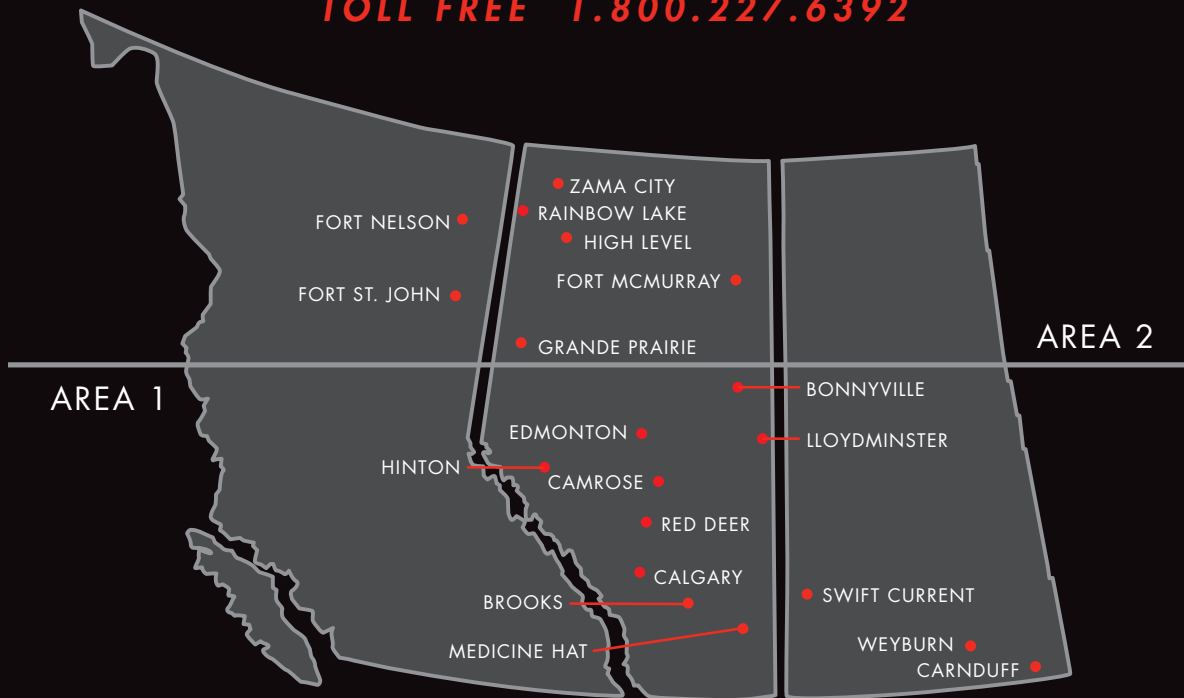 TOLL FREE 1.800.227.6392
ZAMA CITY
RAINBOW LAKE
FORT NELSON
HIGH LEVEL
FORT MCMURRAY
FORT ST. JOHN
AREA 2
GRANDE PRAIRIE
AREA 1
BONNYVILLE
EDMONTON
LLOYDMINSTER
HINTON
CAMROSE
RED DEER
CALGARY
SWIFT CURRENT
BROOKS
WEYBURN
MEDICINE HAT
CARNDUFF